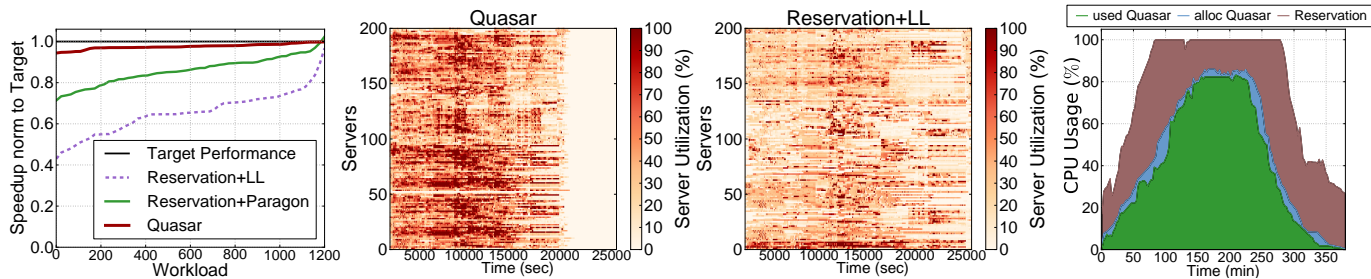 Speedup norm to Target
1.0
0.8
0.6
0.4
0.2
0.0
Target Performance
Reservation+LL
Reservation+Paragon
Quasar
0 200 400 600 800 1000 1200
Workload
Quasar
Servers
200
150
100
50
0
5000 10000 15000 20000 25000
Time (sec)
100
90
80
70
60
50
40
30
20
10
0
Server Utilization (%)
Reservation+LL
Servers
200
150
100
50
0
5000 10000 15000 20000 25000
Time (sec)
100
90
80
70
60
50
40
30
20
10
0
Server Utilization (%)
used Quasar alloc Quasar Reservation
CPU Usage (%)
100
80
60
40
20
0
0 50 100 150 200 250 300 350
Time (min)